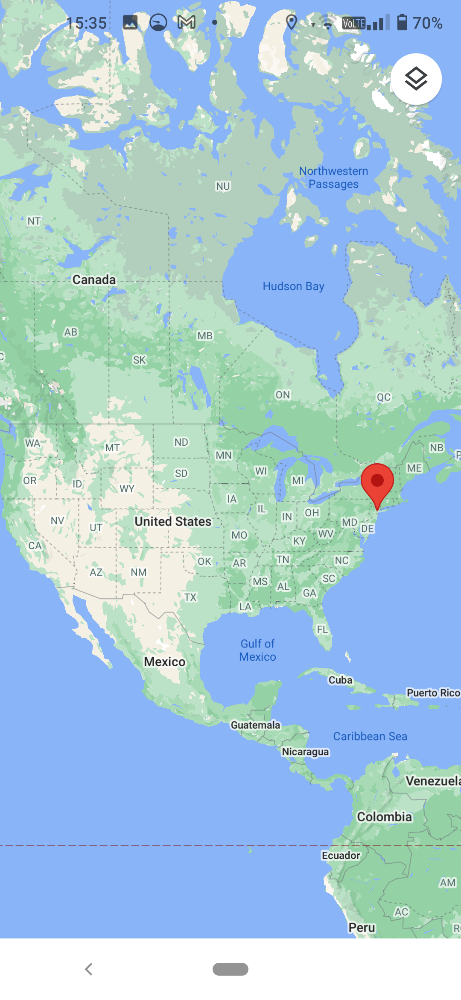 15:35 VoLTE 70%
Northwestern
Passages
NU
NT
Canada
Hudson Bay
AB
MB
SK
ON
QC
WA
MT
ND
MN
NB
OR
ID
WY
SD
WI
MI
ME
IA
NV
UT
United States
IL
IN
OH
MD
DE
CA
MO
KY
WV
AZ
NM
OK
AR
TN
NC
MS
AL
SC
GA
TX
LA
FL
Gulf of
Mexico
Mexico
Cuba
Puerto Rico
Guatemala
Caribbean Sea
Nicaragua
Venezuela
Colombia
Ecuador
AM
AC
Peru